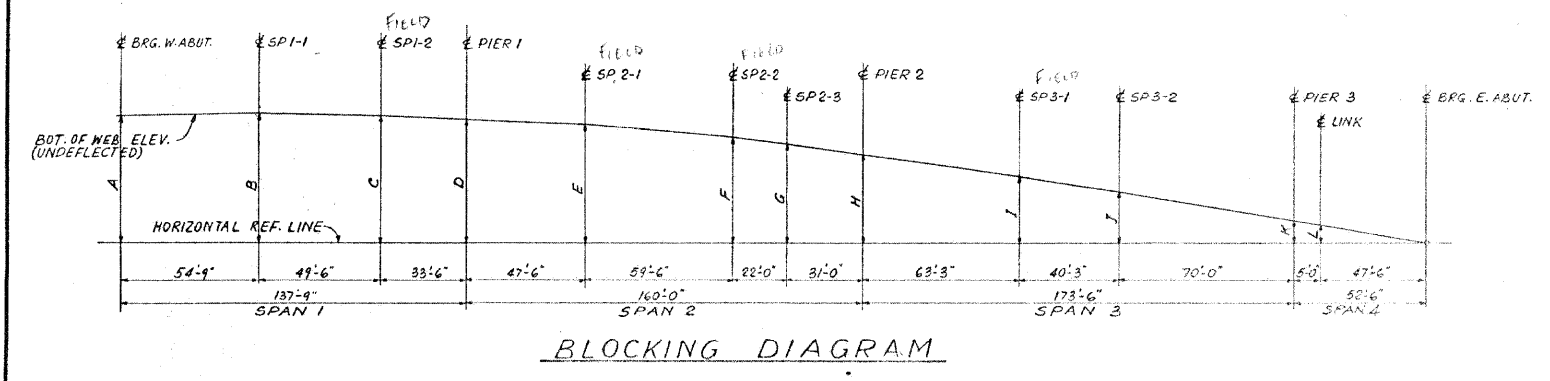 FIELD
℄ BRG. W. ABUT.
℄ SP1-1
℄ SP1-2
℄ PIER 1
FIELD
℄ SP. 2-1
FIELD
℄ SP2-2
℄ SP2-3
℄ PIER 2
FIELD
℄ SP3-1
℄ SP3-2
℄ PIER 3
℄ LINK
℄ BRG. E. ABUT.
BOT. OF WEB ELEV.
(UNDEFLECTED)
A B C D E F G H I J K L
HORIZONTAL REF. LINE
54'-9" 49'-6" 33'-6" 47'-6" 59'-6" 22'-0" 31'-0" 63'-3" 40'-3" 70'-0" 5'-0" 47'-6"
137'-9" 160'-0" 173'-6" 52'-6"
SPAN 1 SPAN 2 SPAN 3 SPAN 4
BLOCKING DIAGRAM